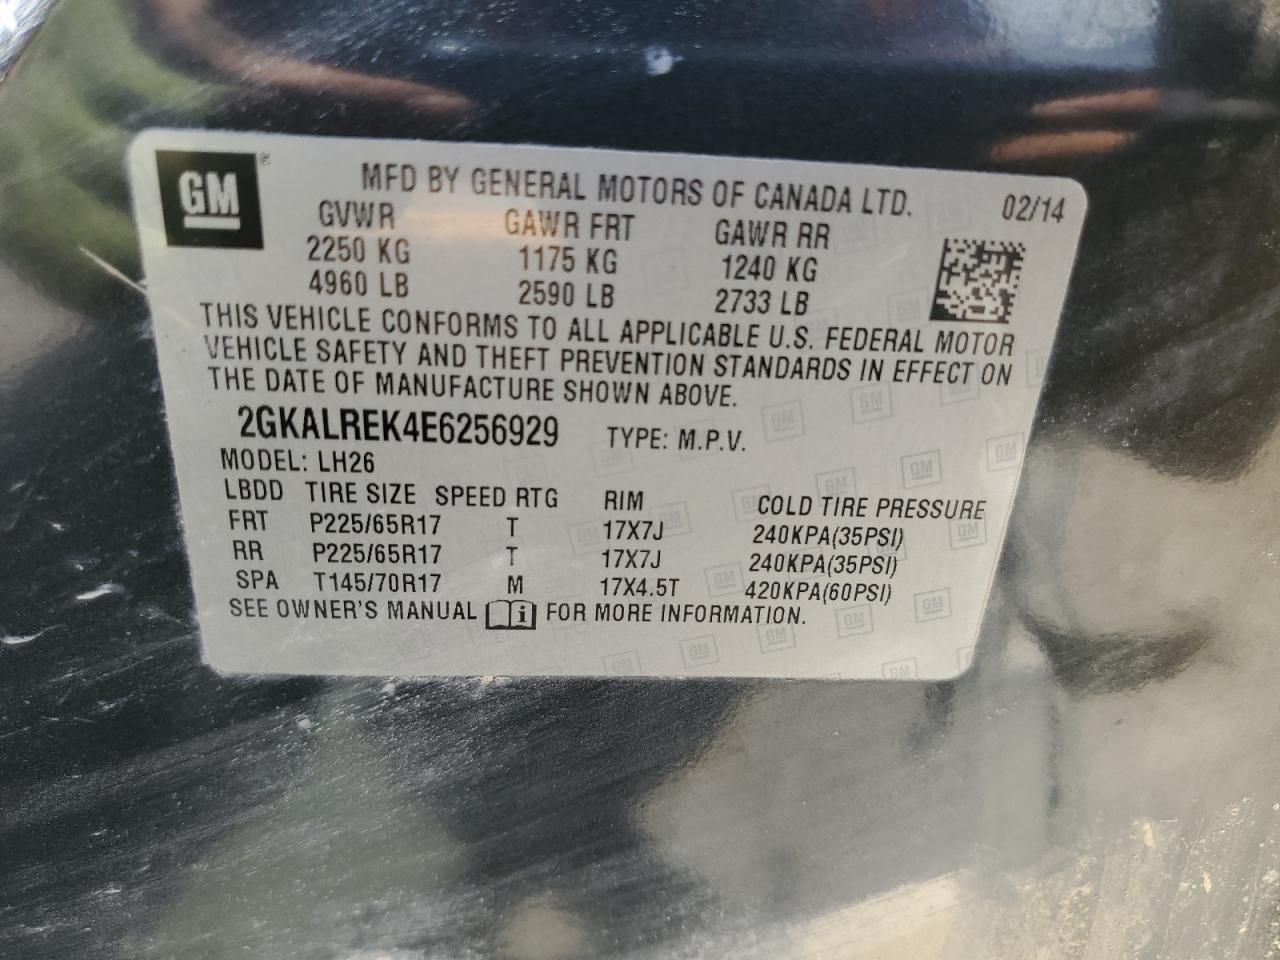 GM ® MFD BY GENERAL MOTORS OF CANADA LTD. 02/14
GVWR GAWR FRT GAWR RR
2250 KG 1175 KG 1240 KG
4960 LB 2590 LB 2733 LB
THIS VEHICLE CONFORMS TO ALL APPLICABLE U.S. FEDERAL MOTOR
VEHICLE SAFETY AND THEFT PREVENTION STANDARDS IN EFFECT ON
THE DATE OF MANUFACTURE SHOWN ABOVE.
2GKALREK4E6256929 TYPE: M.P.V.
MODEL: LH26
LBDD TIRE SIZE SPEED RTG RIM COLD TIRE PRESSURE
FRT P225/65R17 T 17X7J 240KPA(35PSI)
RR P225/65R17 T 17X7J 240KPA(35PSI)
SPA T145/70R17 M 17X4.5T 420KPA(60PSI)
SEE OWNER'S MANUAL i FOR MORE INFORMATION.